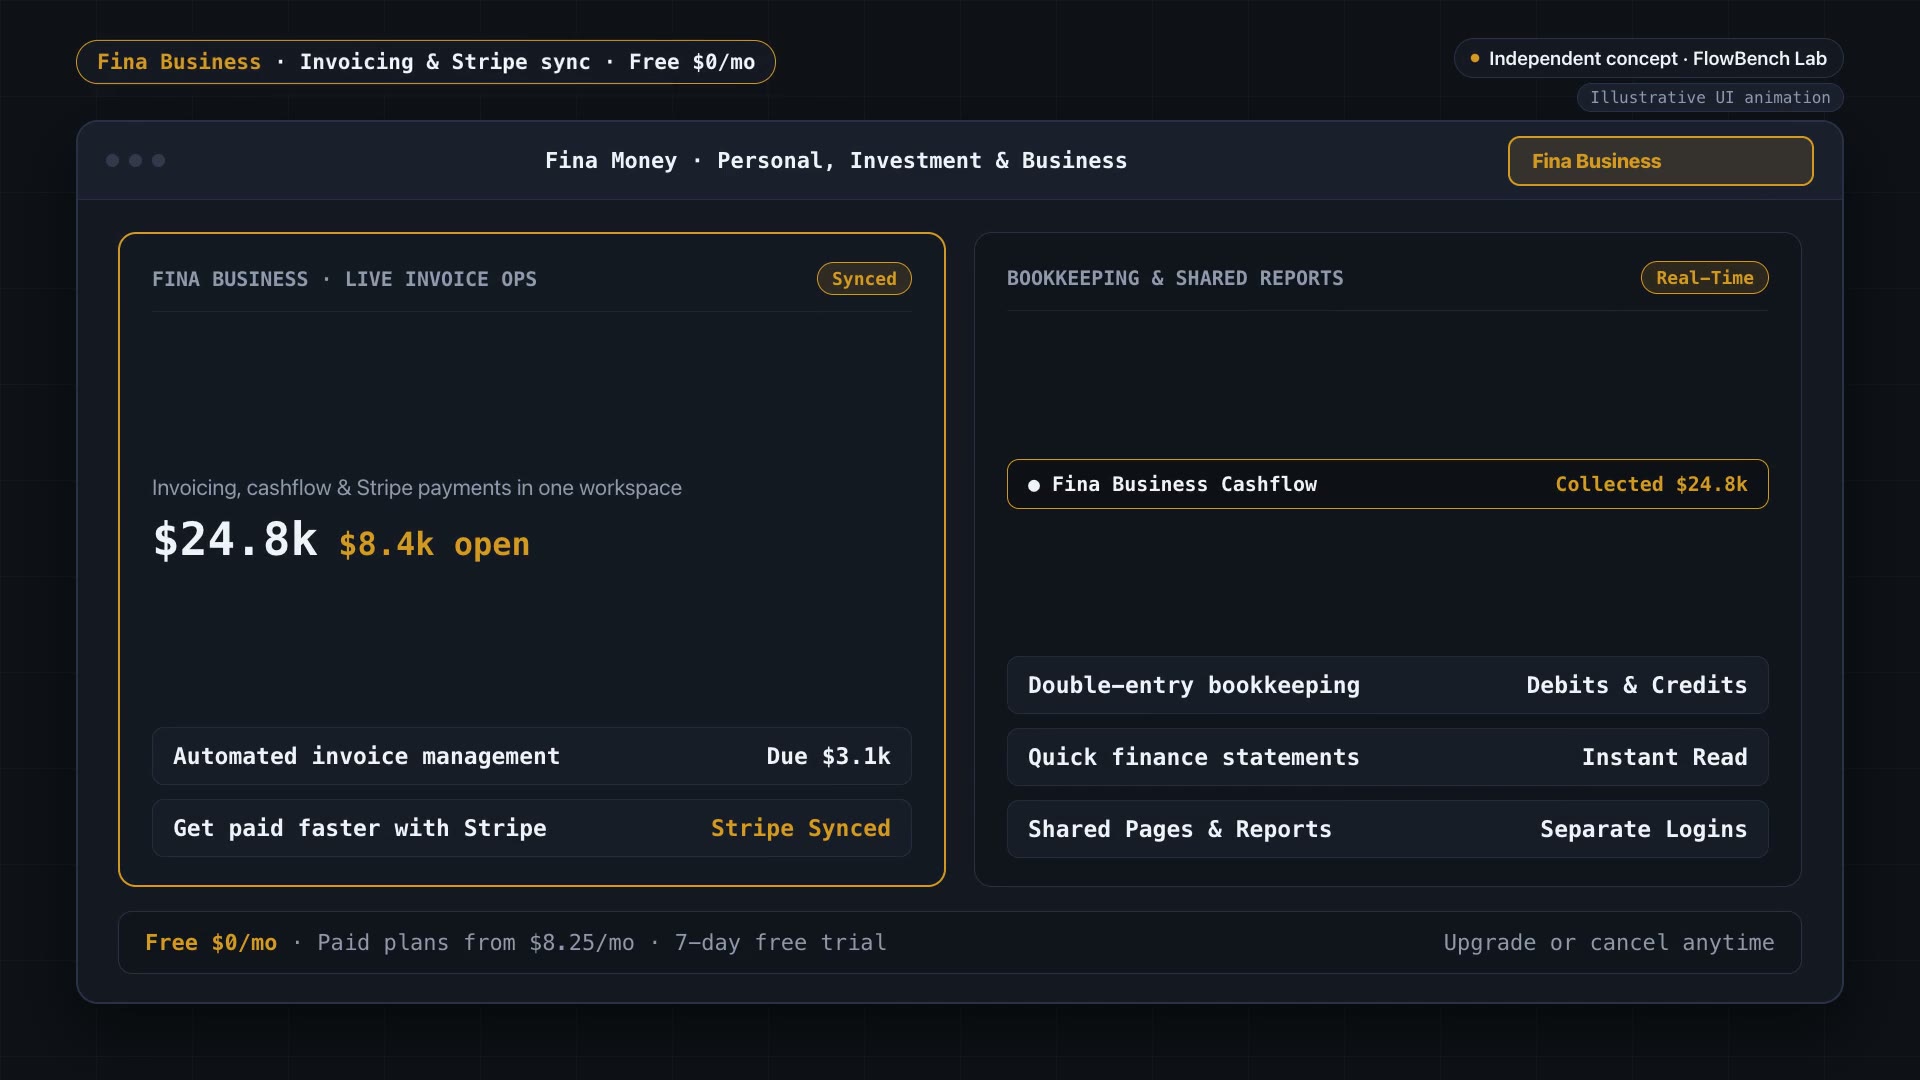 Fina Business · Invoicing & Stripe sync · Free $0/mo
Independent concept · FlowBench Lab
Illustrative UI animation
Fina Money · Personal, Investment & Business
Fina Business
FINA BUSINESS · LIVE INVOICE OPS
Synced
Invoicing, cashflow & Stripe payments in one workspace
$24.8k $8.4k open
Automated invoice management
Due $3.1k
Get paid faster with Stripe
Stripe Synced
BOOKKEEPING & SHARED REPORTS
Real-Time
Fina Business Cashflow
Collected $24.8k
Double-entry bookkeeping
Debits & Credits
Quick finance statements
Instant Read
Shared Pages & Reports
Separate Logins
Free $0/mo · Paid plans from $8.25/mo · 7-day free trial
Upgrade or cancel anytime